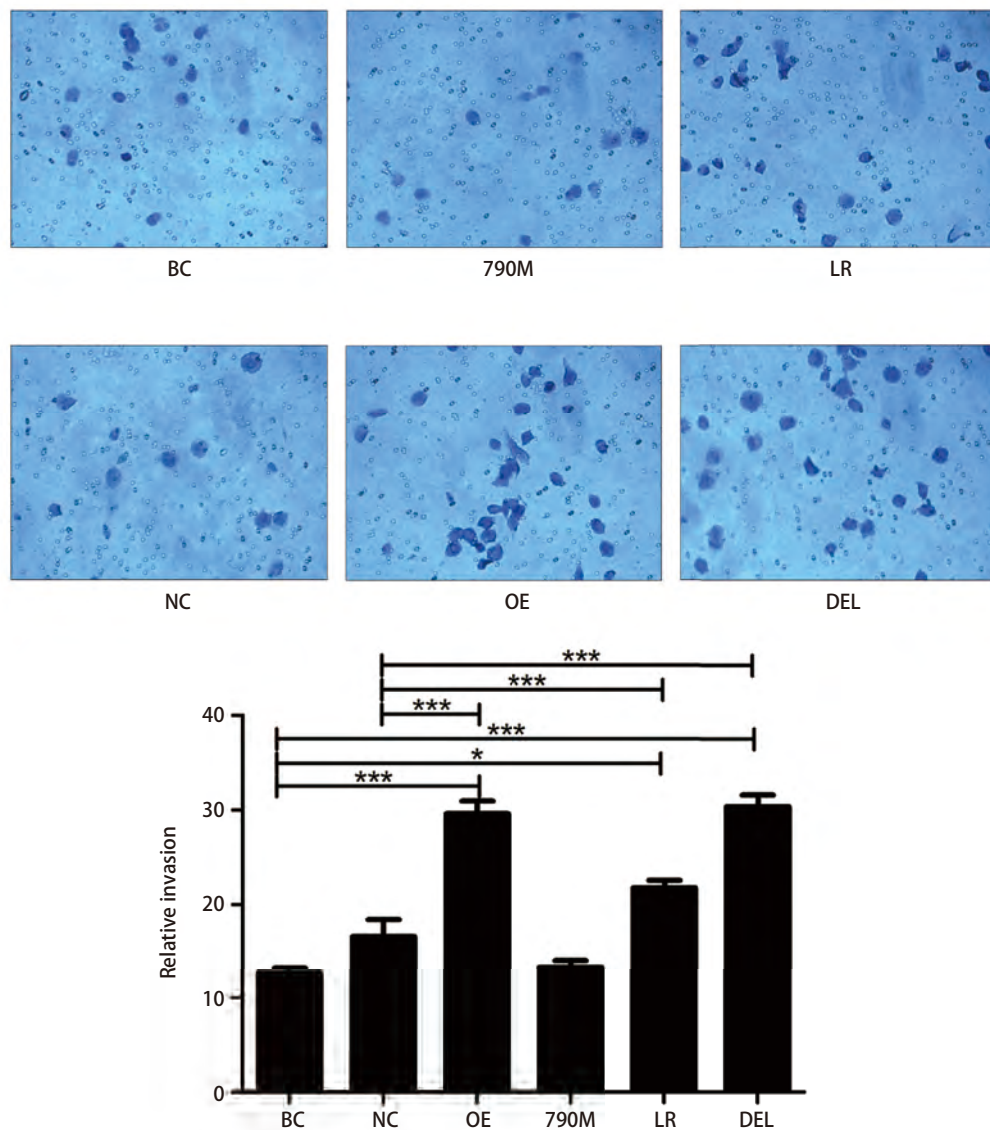 BC 790M LR
NC OE DEL
***
***
***
***
*
***
40
30
20
10
0
Relative invasion
BC NC OE 790M LR DEL